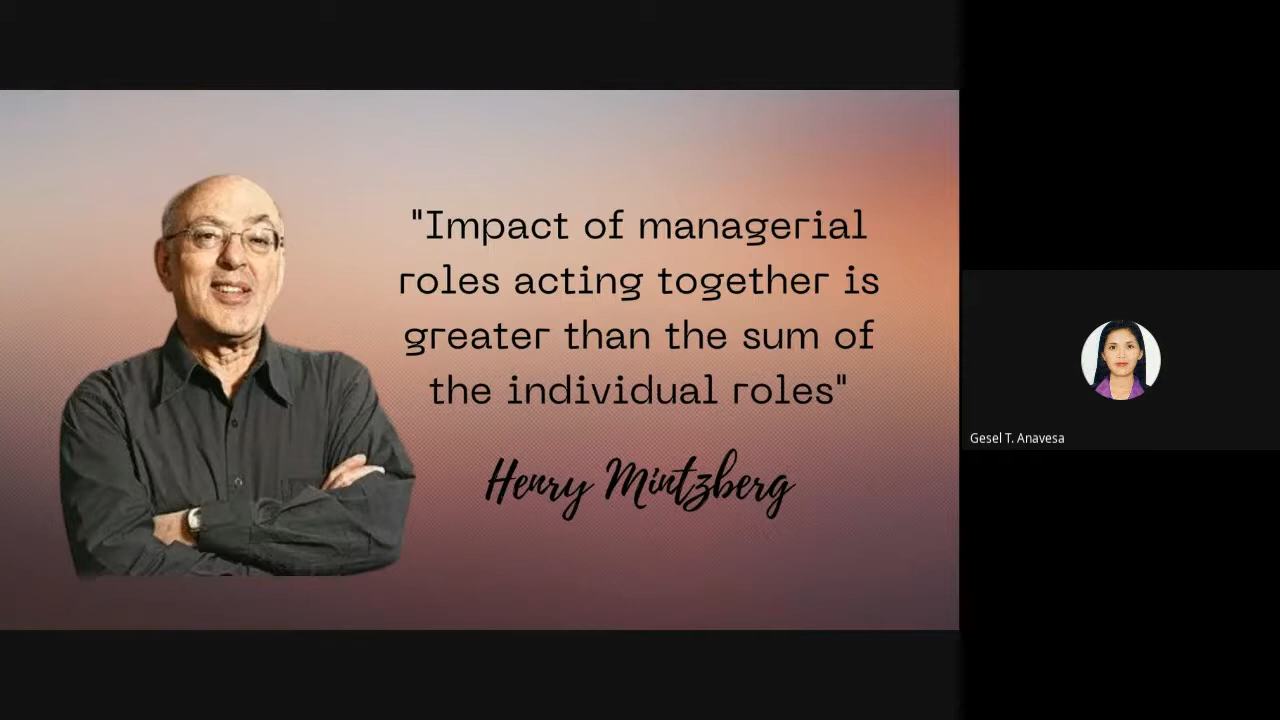 "Impact of managerial
roles acting together is
greater than the sum of
the individual roles"
Henry Mintzberg
Gesel T. Anavesa